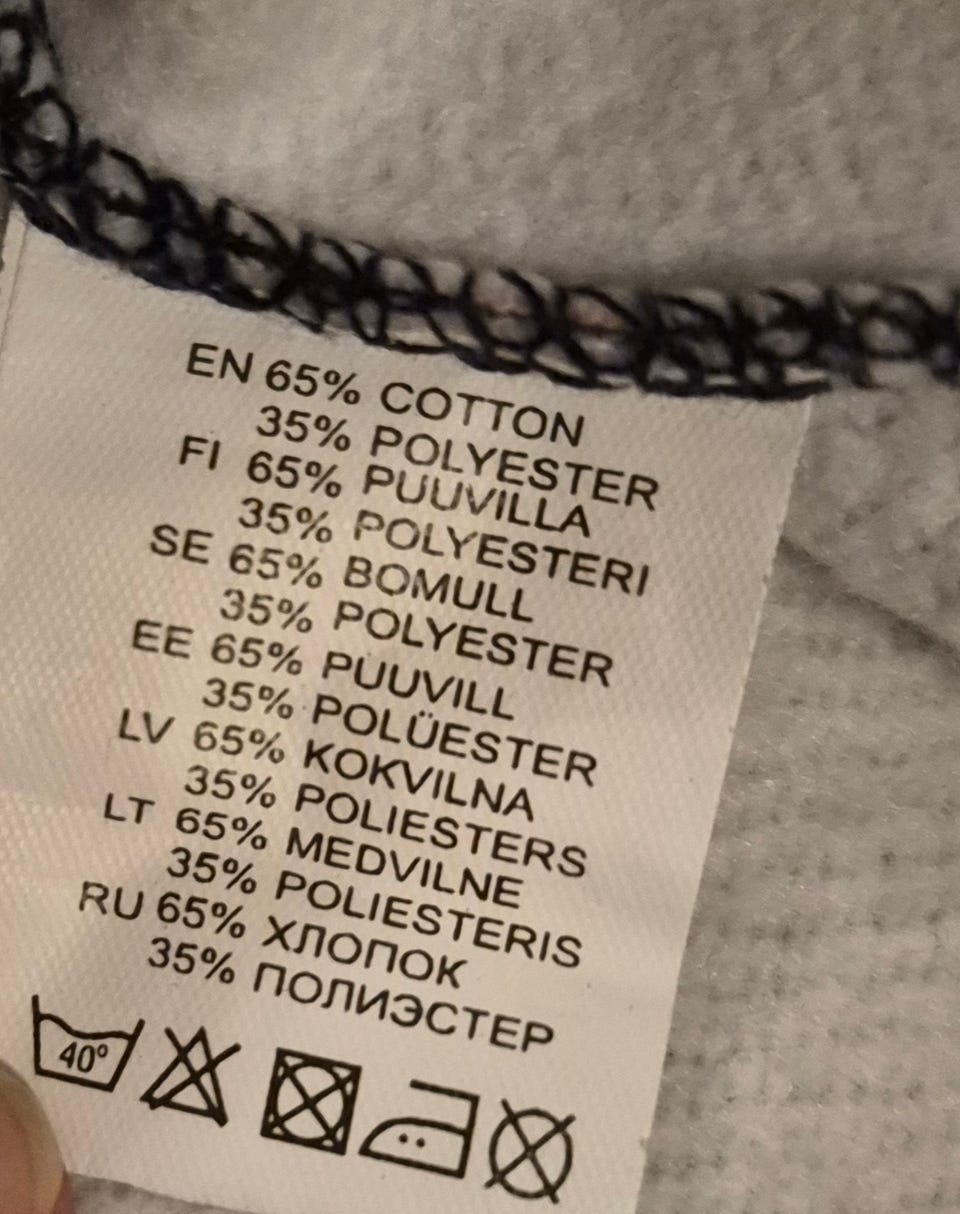 EN 65% COTTON
35% POLYESTER
FI 65% PUUVILLA
35% POLYESTERI
SE 65% BOMULL
35% POLYESTER
EE 65% PUUVILL
35% POLÜESTER
LV 65% KOKVILNA
35% POLIESTERS
LT 65% MEDVILNE
35% POLIESTERIS
RU 65% ХЛОПОК
35% ПОЛИЭСТЕР
40°